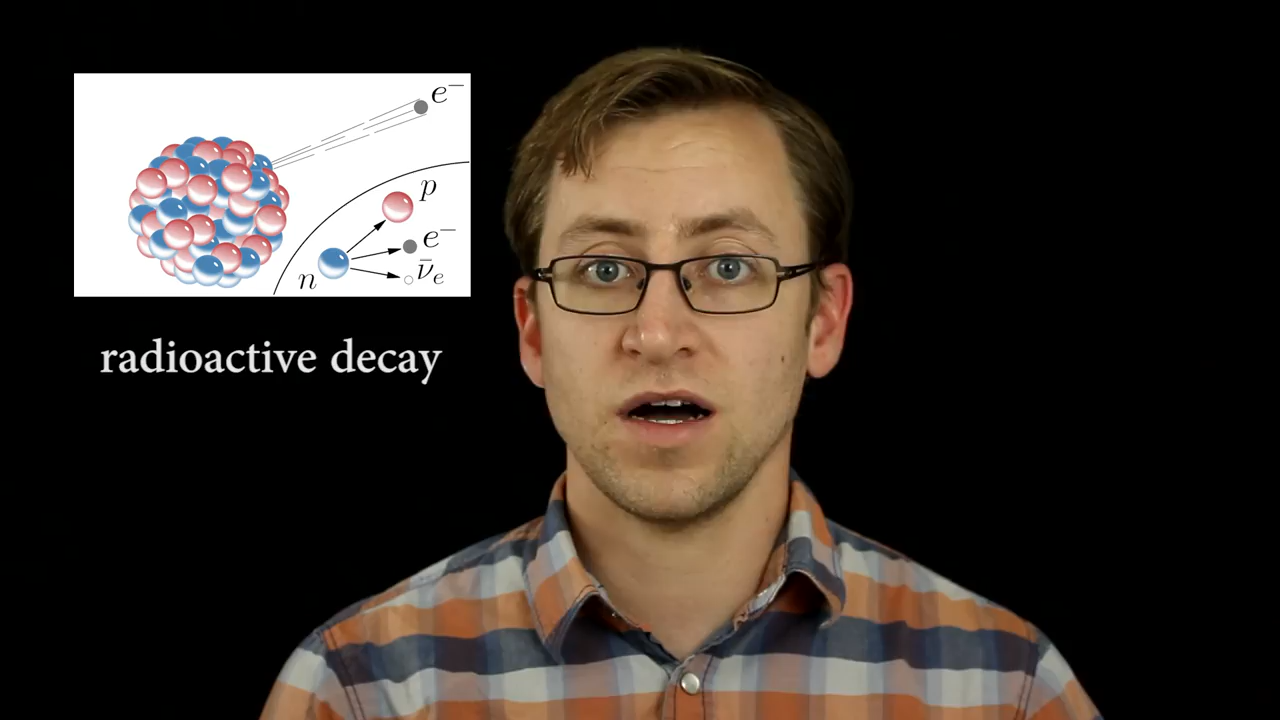 e⁻
p
e⁻
n
ν̄ₑ
radioactive decay